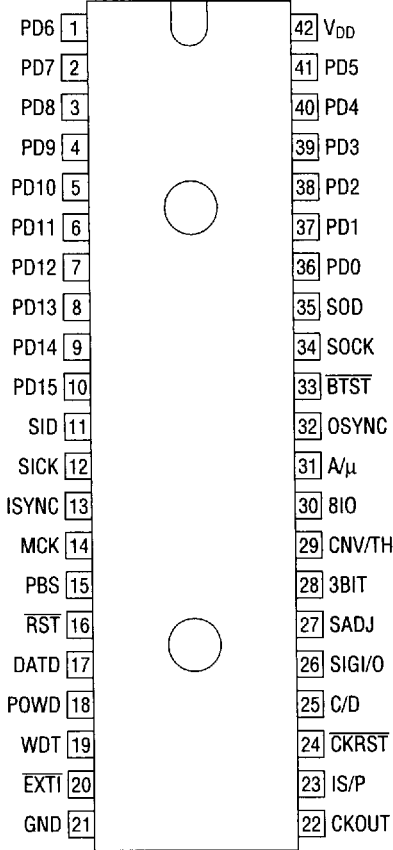 PD6 1 42 VDD
PD7 2 41 PD5
PD8 3 40 PD4
PD9 4 39 PD3
PD10 5 38 PD2
PD11 6 37 PD1
PD12 7 36 PD0
PD13 8 35 SOD
PD14 9 34 SOCK
PD15 10 33 B̅T̅S̅T̅
SID 11 32 OSYNC
SICK 12 31 A/μ
ISYNC 13 30 8IO
MCK 14 29 CNV/TH
PBS 15 28 3BIT
R̅S̅T̅ 16 27 SADJ
DATD 17 26 SIGI/O
POWD 18 25 C/D
WDT 19 24 C̅K̅R̅S̅T̅
E̅X̅T̅I̅ 20 23 IS/P
GND 21 22 CKOUT